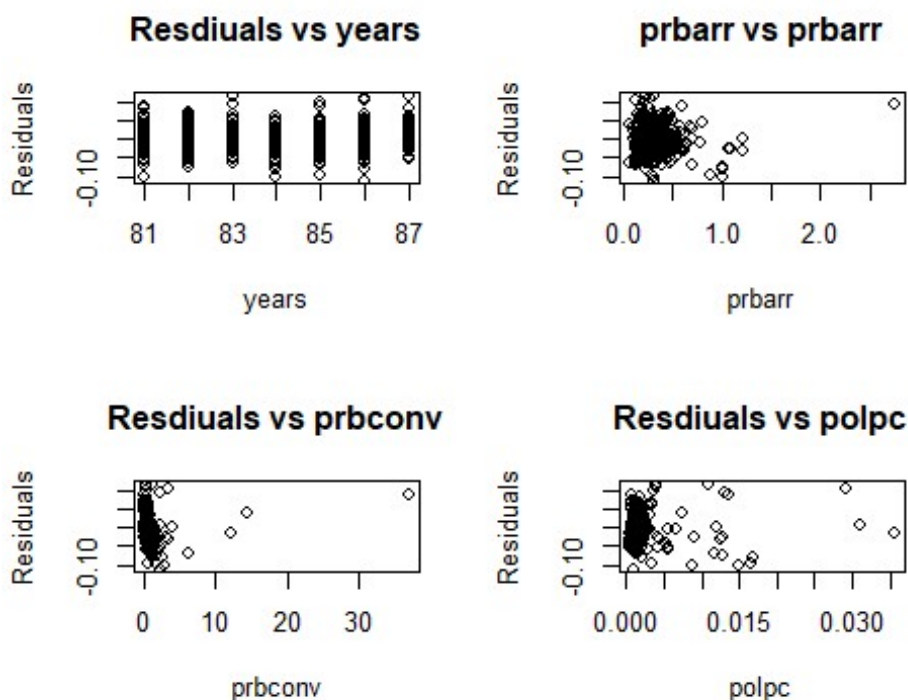 Resdiuals vs years
Residuals
-0.10
81 83 85 87
years
prbarr vs prbarr
Residuals
-0.10
0.0 1.0 2.0
prbarr
Resdiuals vs prbconv
Residuals
-0.10
0 10 20 30
prbconv
Resdiuals vs polpc
Residuals
-0.10
0.000 0.015 0.030
polpc